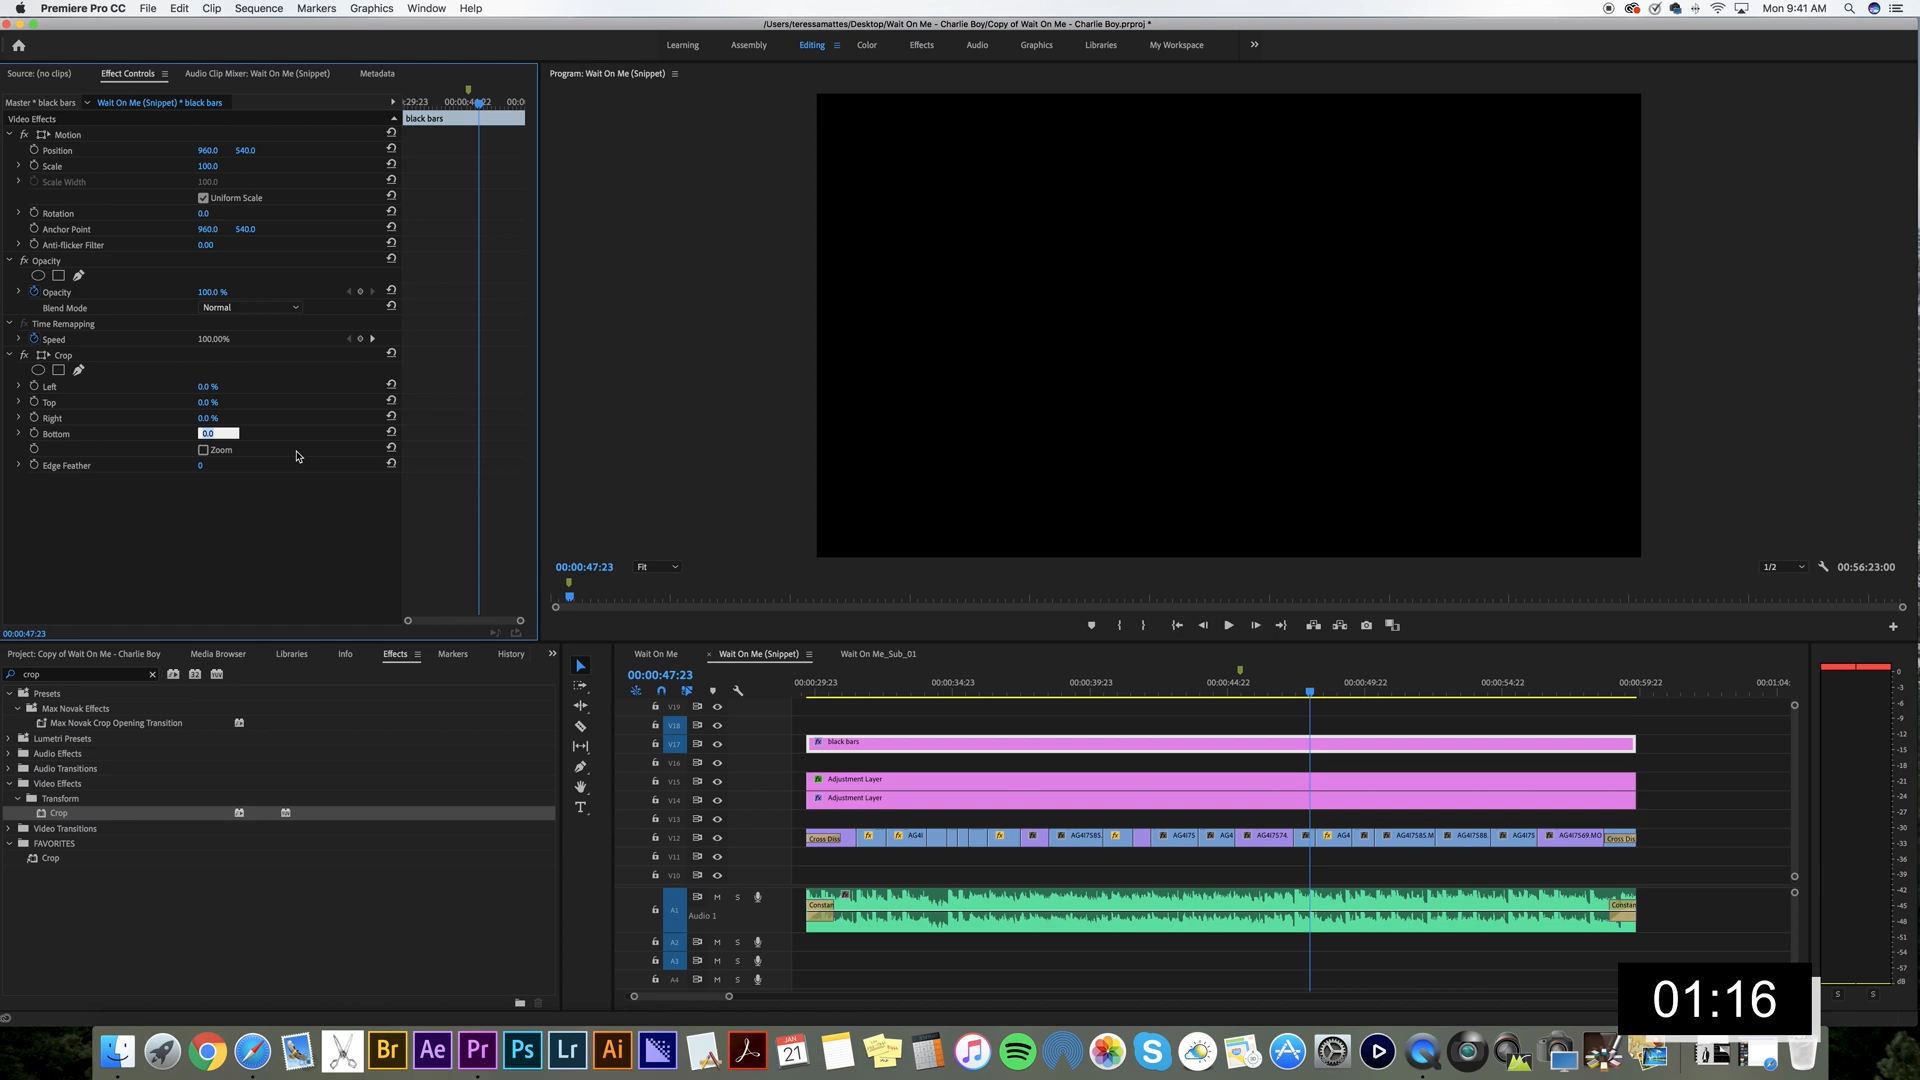 Premiere Pro CC File Edit Clip Sequence Markers Graphics Window Help Mon 9:41 AM
/Users/teressamattes/Desktop/Wait On Me - Charlie Boy/Copy of Wait On Me - Charlie Boy.prproj *
Learning Assembly Editing Color Effects Audio Graphics Libraries My Workspace
Source: (no clips) Effect Controls Audio Clip Mixer: Wait On Me (Snippet) Metadata
Program: Wait On Me (Snippet)
Master * black bars Wait On Me (Snippet) * black bars
:29:23 00:00:44:22 00:0
Video Effects
black bars
fx Motion
Position 960.0 540.0
Scale 100.0
Scale Width 100.0
Uniform Scale
Rotation 0.0
Anchor Point 960.0 540.0
Anti-flicker Filter 0.00
fx Opacity
Opacity 100.0 %
Blend Mode Normal
fx Time Remapping
Speed 100.00%
fx Crop
Left 0.0 %
Top 0.0 %
Right 0.0 %
Bottom 0.0
Zoom
Edge Feather 0
00:00:47:23 Fit 1/2 00:56:23:00
00:00:47:23
Project: Copy of Wait On Me - Charlie Boy Media Browser Libraries Info Effects Markers History
crop
Presets
Max Novak Effects
Max Novak Crop Opening Transition
Lumetri Presets
Audio Effects
Audio Transitions
Video Effects
Transform
Crop
Video Transitions
FAVORITES
Crop
Wait On Me Wait On Me (Snippet) Wait On Me_Sub_01
00:00:47:23
00:00:29:23 00:00:34:23 00:00:39:23 00:00:44:22 00:00:49:22 00:00:54:22 00:00:59:22 00:01:04:
V19
V18
V17 fx black bars
V16
V15 fx Adjustment Layer
V14 fx Adjustment Layer
V13
V12 Cross Diss AG4I AG4I7585. AG4I75 AG4 AG4I7574. AG4 AG4I7585.M AG4I7588. AG4I75 AG4I7569.MO Cross Dis
V11
V10
A1 M S
Audio 1
Constan Constan
A2 M S
A3 M S
A4 M S
0
-3
-6
-9
-12
-15
-18
-21
-24
-27
-30
-33
-36
-39
-42
-45
-48
-51
-54
-57
dB
S S
01:16
Br Ae Pr Ps Lr Ai
JAN
21